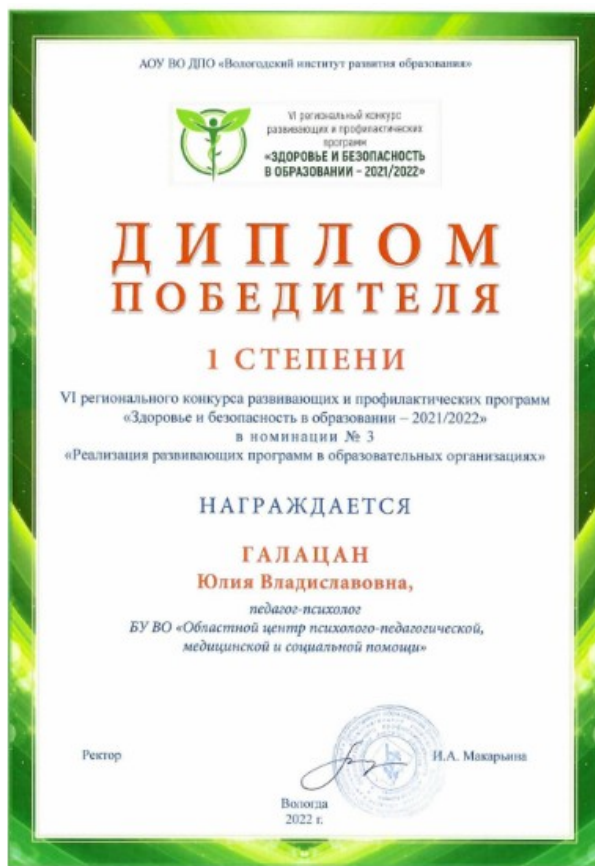 АОУ ВО ДПО «Вологодский институт развития образования»
VI региональный конкурс
развивающих и профилактических
программ
«ЗДОРОВЬЕ И БЕЗОПАСНОСТЬ
В ОБРАЗОВАНИИ – 2021/2022»
ДИПЛОМ
ПОБЕДИТЕЛЯ
1 СТЕПЕНИ
VI регионального конкурса развивающих и профилактических программ
«Здоровье и безопасность в образовании – 2021/2022»
в номинации № 3
«Реализация развивающих программ в образовательных организациях»
НАГРАЖДАЕТСЯ
ГАЛАЦАН
Юлия Владиславовна,
педагог-психолог
БУ ВО «Областной центр психолого-педагогической,
медицинской и социальной помощи»
Ректор И.А. Макарьина
Вологда
2022 г.